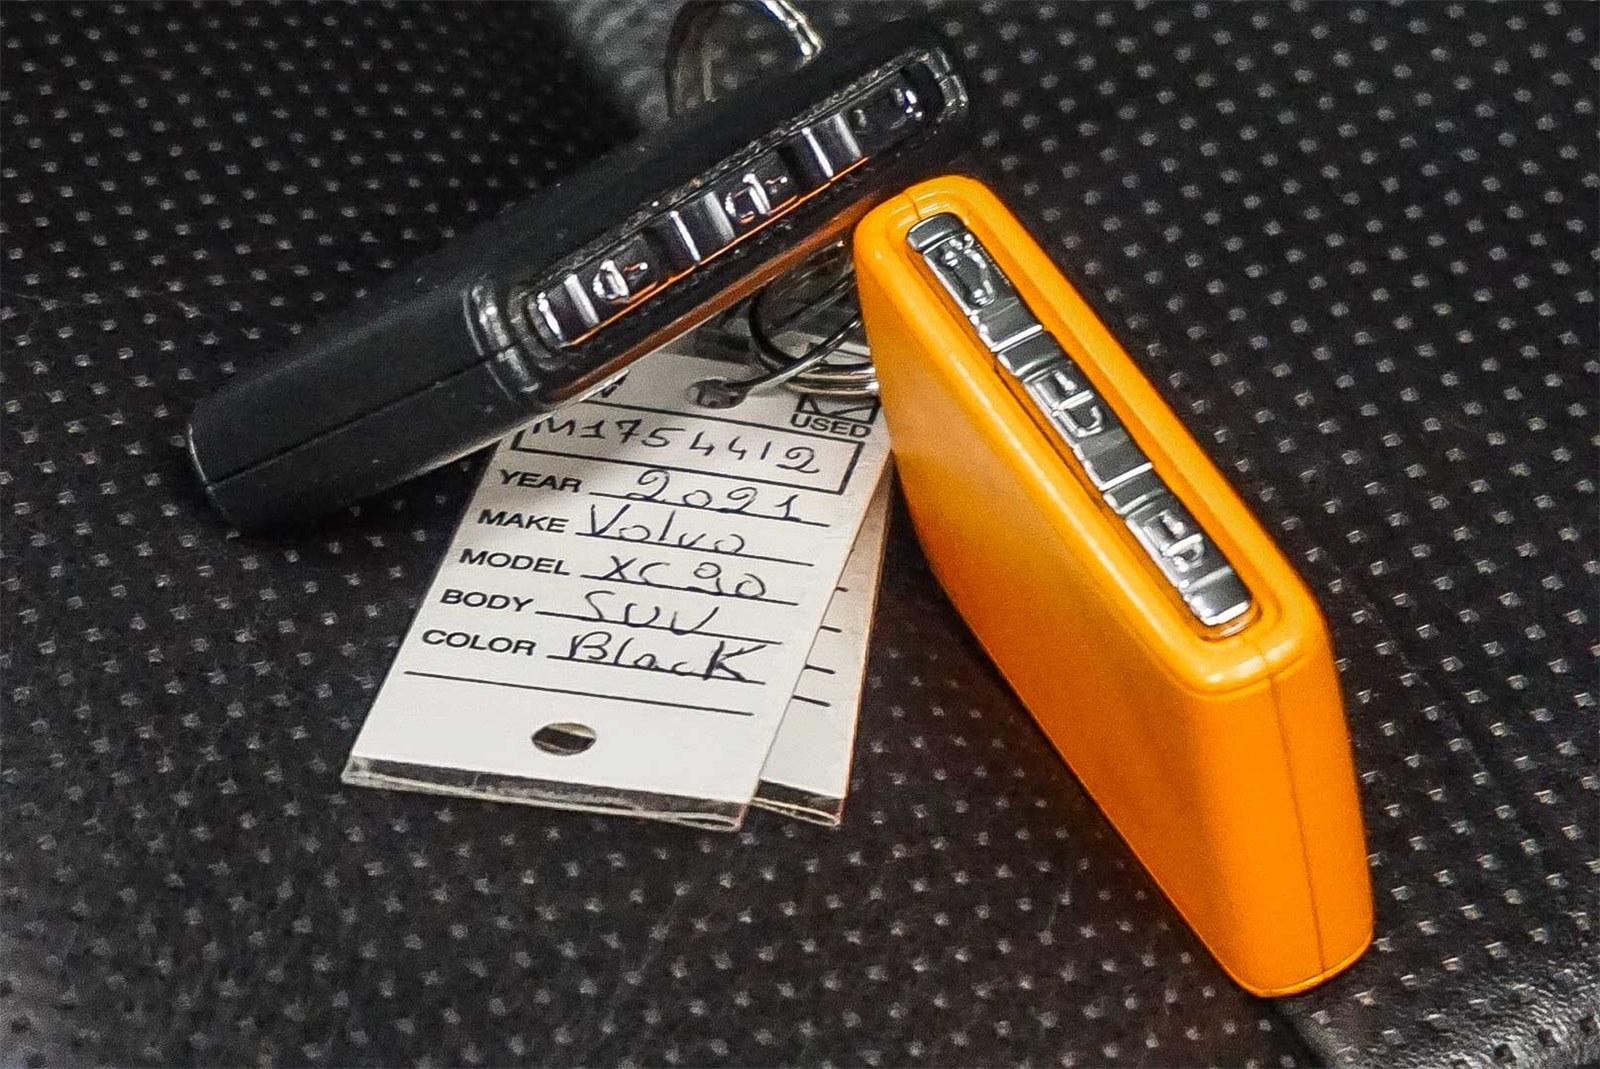 USED
M1754412
YEAR 2021
MAKE Volvo
MODEL XC90
BODY SUV
COLOR Black